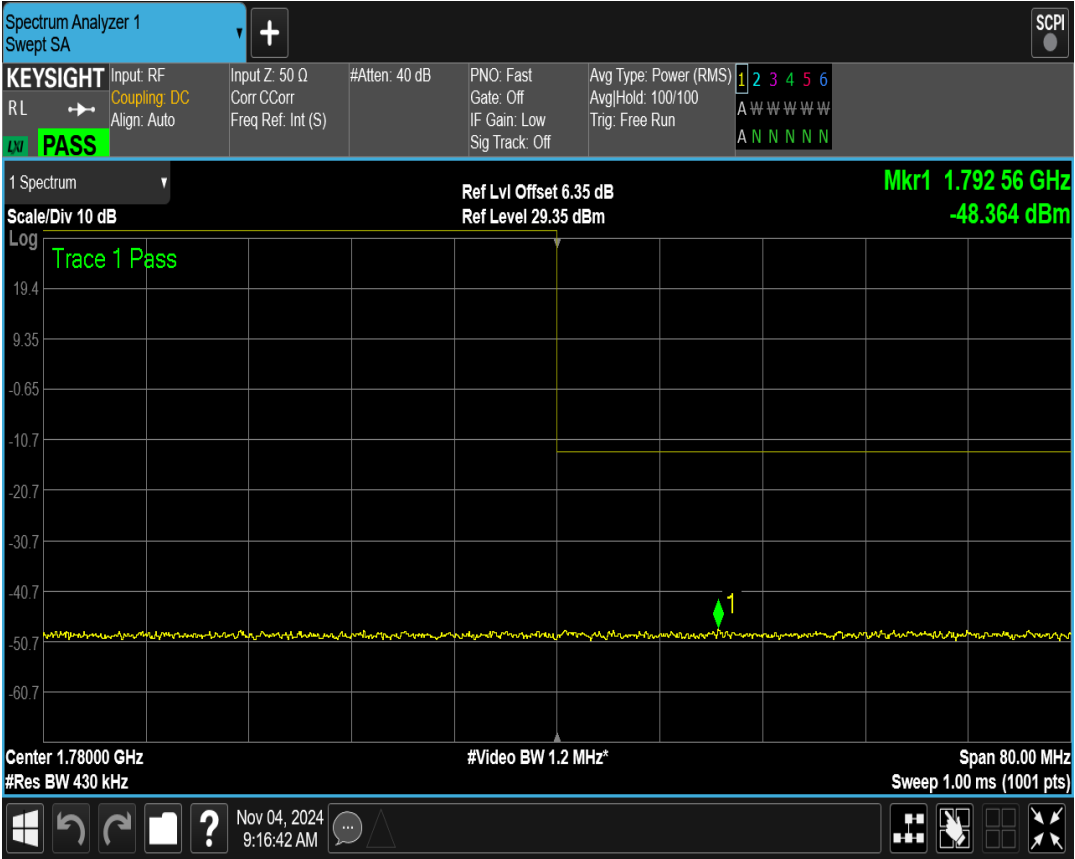 Spectrum Analyzer 1
Swept SA
+
SCPI
KEYSIGHT
RL
LXI
PASS
Input: RF
Coupling: DC
Align: Auto
Input Z: 50 Ω
Corr CCorr
Freq Ref: Int (S)
#Atten: 40 dB
PNO: Fast
Gate: Off
IF Gain: Low
Sig Track: Off
Avg Type: Power (RMS)
Avg|Hold: 100/100
Trig: Free Run
1 2 3 4 5 6
A W W W W W
A N N N N N
1 Spectrum
Scale/Div 10 dB
Ref Lvl Offset 6.35 dB
Ref Level 29.35 dBm
Mkr1 1.792 56 GHz
-48.364 dBm
Log
Trace 1 Pass
19.4
9.35
-0.65
-10.7
-20.7
-30.7
-40.7
1
-50.7
-60.7
Center 1.78000 GHz
#Video BW 1.2 MHz*
Span 80.00 MHz
#Res BW 430 kHz
Sweep 1.00 ms (1001 pts)
?
Nov 04, 2024
9:16:42 AM